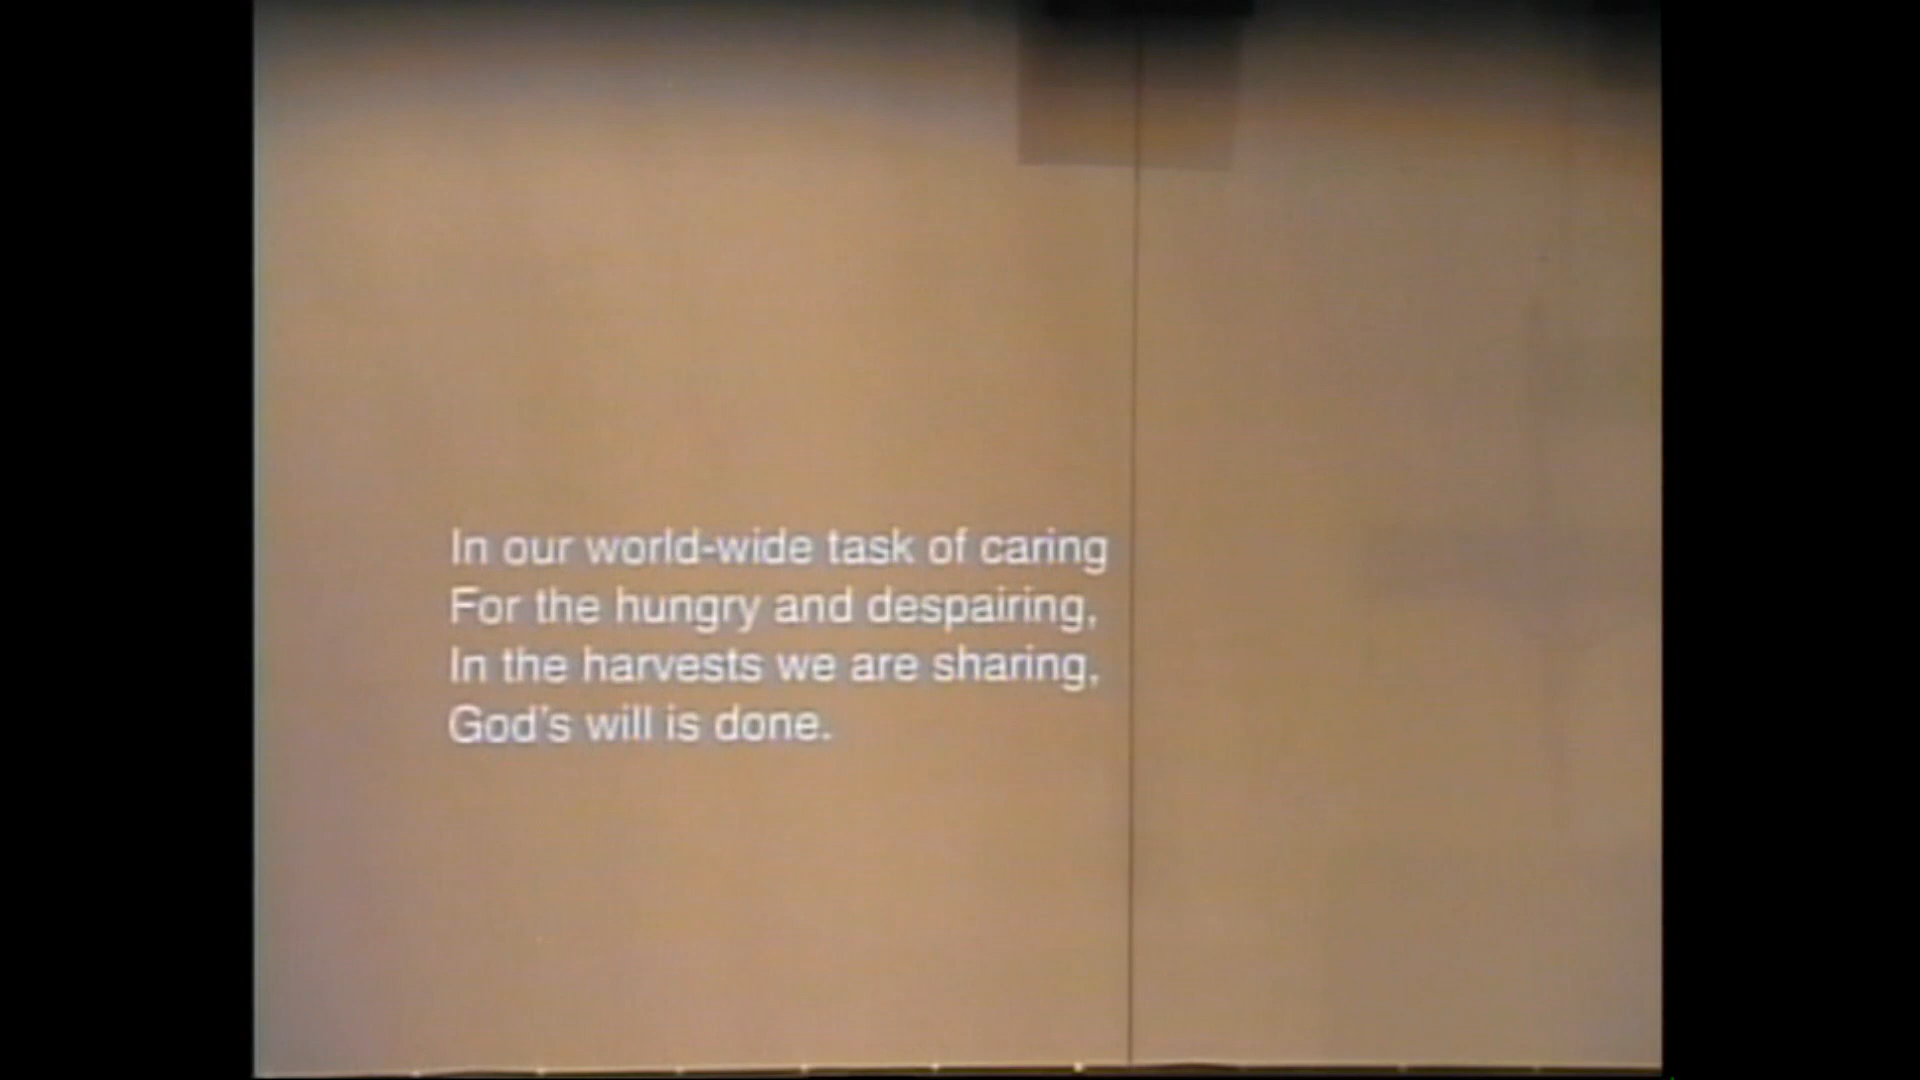 In our world-wide task of caring
For the hungry and despairing,
In the harvests we are sharing,
God's will is done.